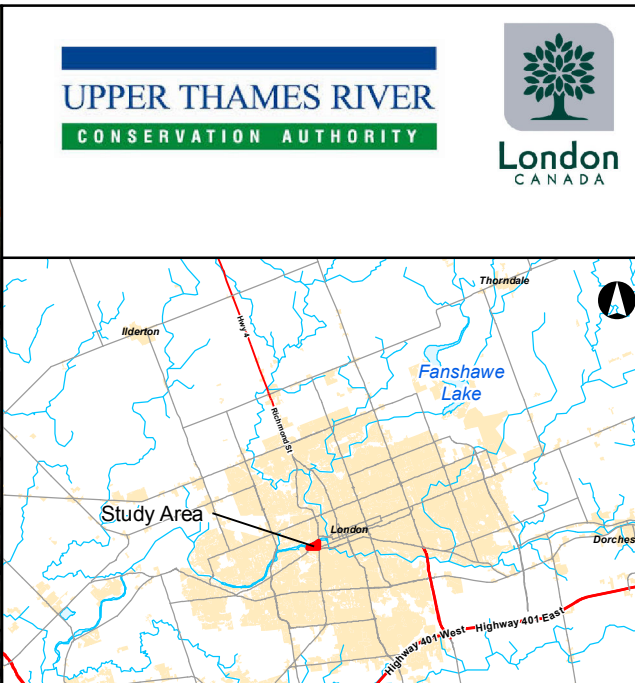 UPPER THAMES RIVER
CONSERVATION AUTHORITY
London
CANADA
Thorndale
Ilderton
Hwy 4
Fanshawe
Lake
Richmond St
Study Area
London
Dorches
Highway 401 West
Highway 401 East